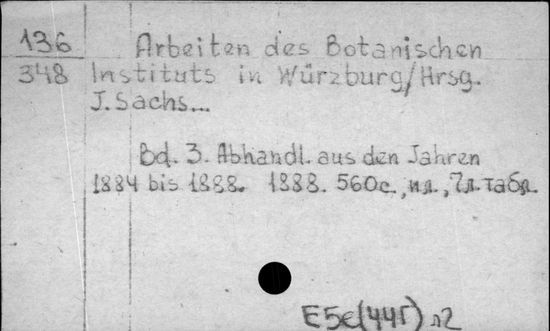 136 Arbeiten des Botanischen
348 Instituts in Würzburg/Hrsg.
J. Sachs...
Bd. 3. Abhandl. aus den Jahren
1884 bis 1888. 1888. 560с., ил., 7л. табл.
E5є(44Г) л2